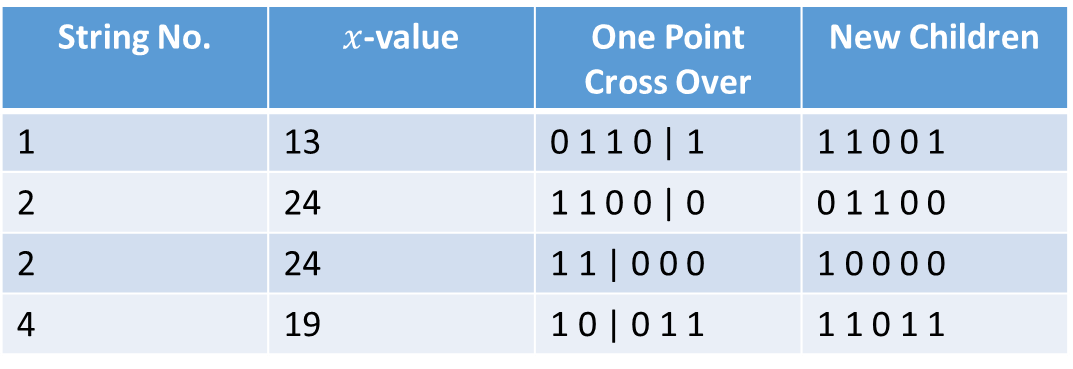 String No. x-value One Point Cross Over New Children
1 13 0 1 1 0 | 1 1 1 0 0 1
2 24 1 1 0 0 | 0 0 1 1 0 0
2 24 1 1 | 0 0 0 1 0 0 0 0
4 19 1 0 | 0 1 1 1 1 0 1 1